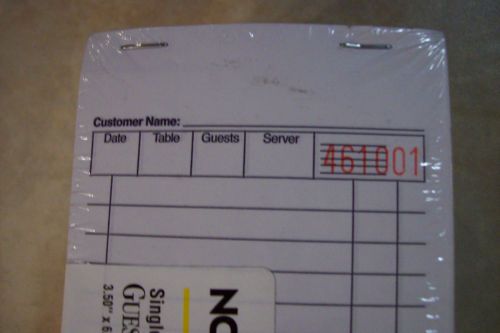 Customer Name:
Date Table Guests Server 461001
NO
Single
GUES
3.50" x 6